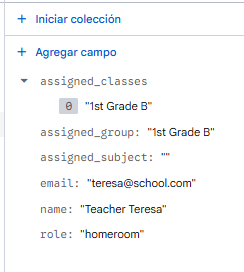 + Iniciar colección
+ Agregar campo
assigned_classes
0 "1st Grade B"
assigned_group: "1st Grade B"
assigned_subject: ""
email: "teresa@school.com"
name: "Teacher Teresa"
role: "homeroom"